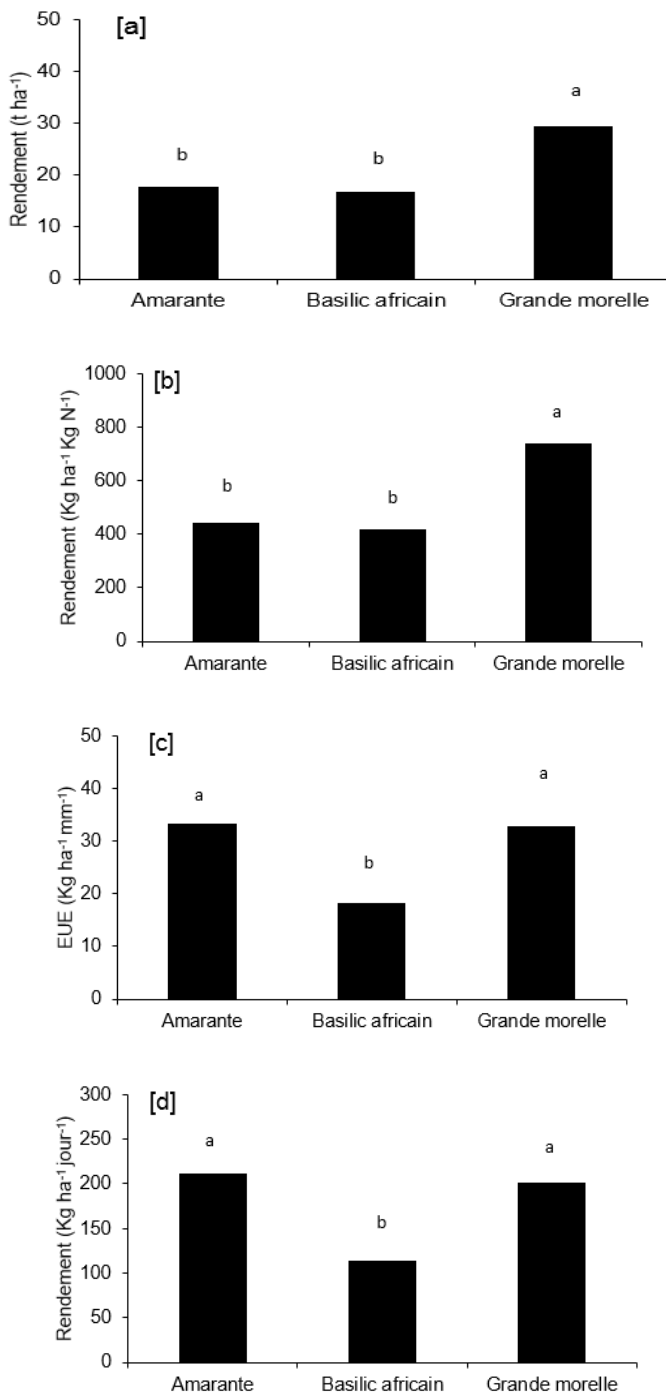 [a]
Rendement (t ha⁻¹)
50
40
30
20
10
0
b
b
a
Amarante Basilic africain Grande morelle
[b]
Rendement (Kg ha⁻¹ Kg N⁻¹)
1000
800
600
400
200
0
b
b
a
Amarante Basilic africain Grande morelle
[c]
EUE (Kg ha⁻¹ mm⁻¹)
50
40
30
20
10
0
a
b
a
Amarante Basilic africain Grande morelle
[d]
Rendement (Kg ha⁻¹ jour⁻¹)
300
250
200
150
100
50
0
a
b
a
Amarante Basilic africain Grande morelle